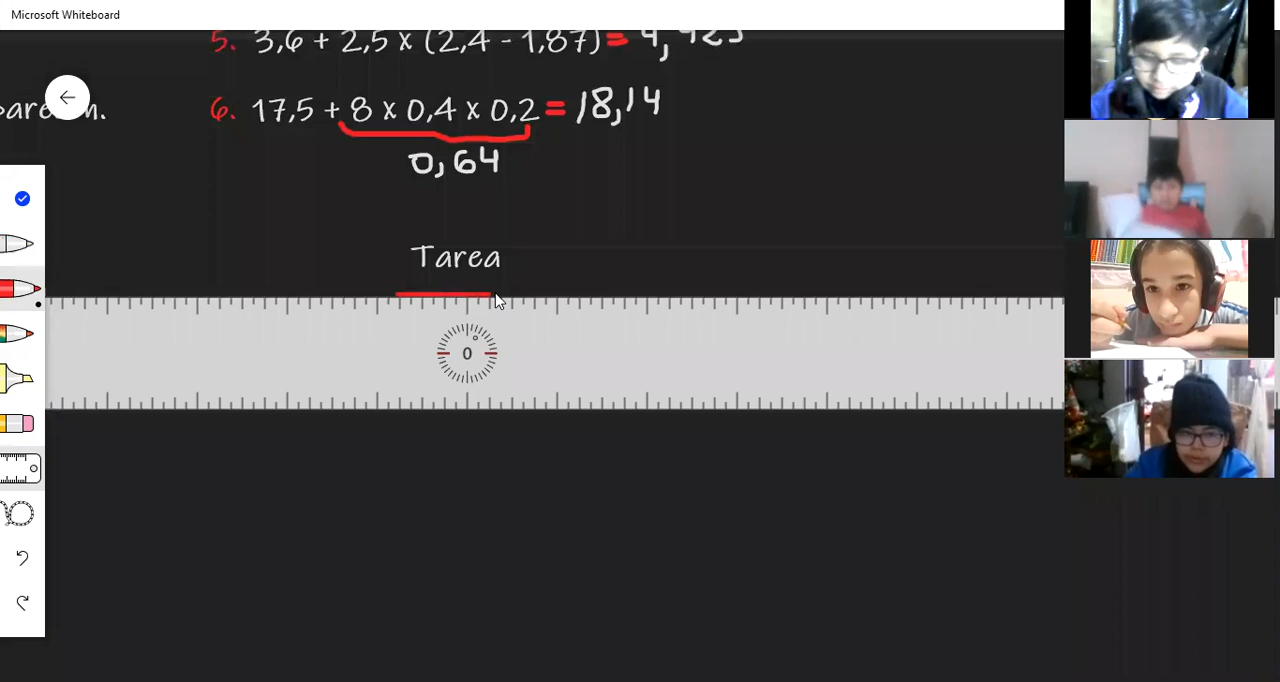 Microsoft Whiteboard
5. 3,6 + 2,5 x (2,4 - 1,87) = 4,925
6. 17,5 + 8 x 0,4 x 0,2 = 18,14
0,64
Tarea
0